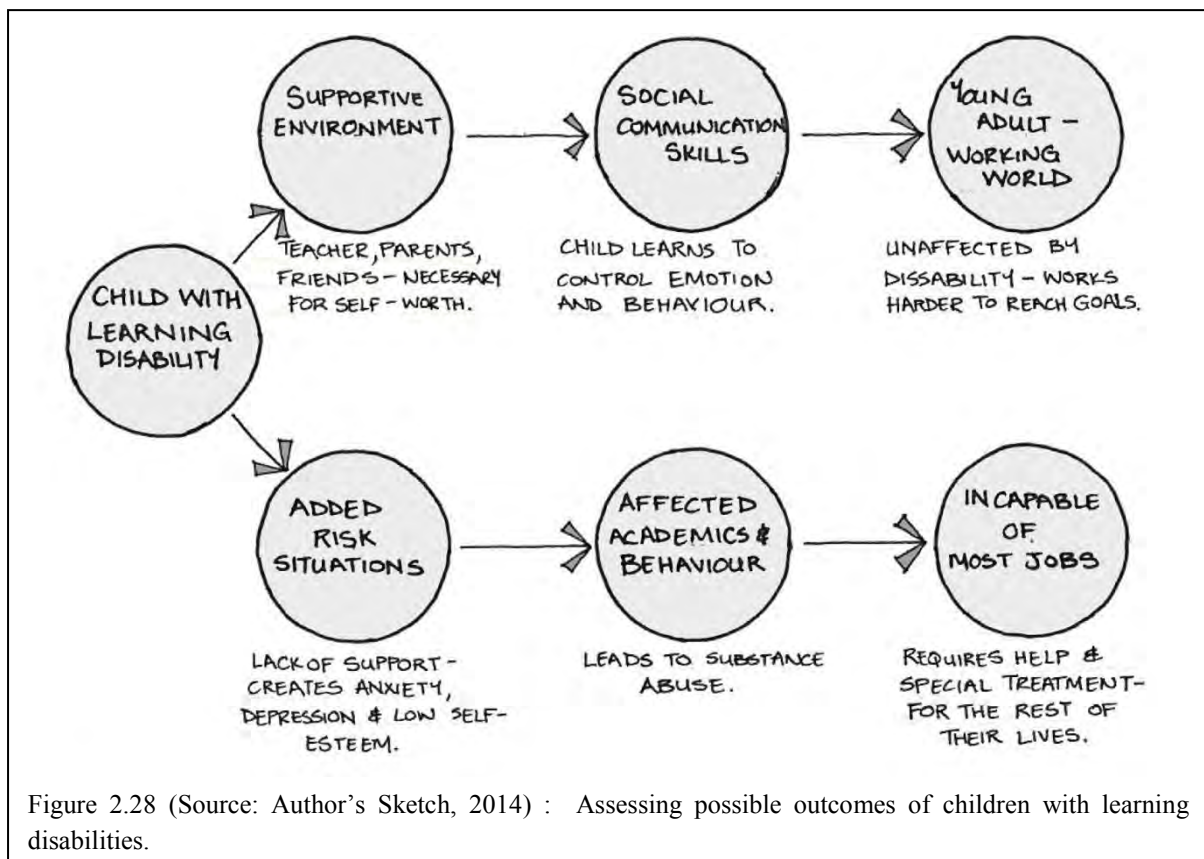 SUPPORTIVE
ENVIRONMENT
SOCIAL
COMMUNICATION
SKILLS
YOUNG
ADULT –
WORKING
WORLD
TEACHER, PARENTS,
FRIENDS – NECESSARY
FOR SELF – WORTH.
CHILD LEARNS TO
CONTROL EMOTION
AND BEHAVIOUR.
UNAFFECTED BY
DISSABILITY – WORKS
HARDER TO REACH GOALS.
CHILD WITH
LEARNING
DISABILITY
ADDED
RISK
SITUATIONS
AFFECTED
ACADEMICS &
BEHAVIOUR
INCAPABLE
OF.
MOST JOBS
LACK OF SUPPORT –
CREATES ANXIETY,
DEPRESSION & LOW SELF-
ESTEEM.
LEADS TO SUBSTANCE
ABUSE.
REQUIRES HELP &
SPECIAL TREATMENT–
FOR THE REST OF
THEIR LIVES.
Figure 2.28 (Source: Author's Sketch, 2014) : Assessing possible outcomes of children with learning
disabilities.